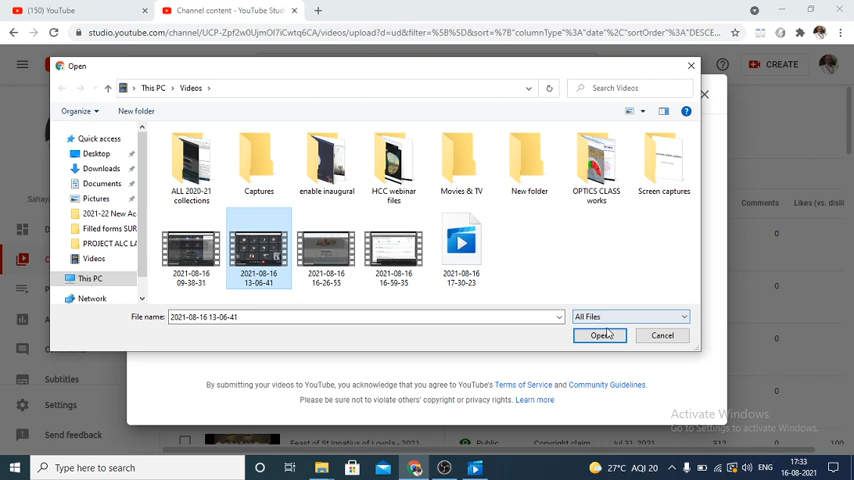 (150) YouTube
Channel content - YouTube Stu
studio.youtube.com/channel/UCP-Zpf2w0UjmOl7iCwtq6CA/videos/upload?d=ud&filter=%5B%5D&sort=%7B"columnType"%3A"date"%2C"sortOrder"%3A"DESCE...
CREATE
Open
This PC
Videos
Search Videos
Organize
New folder
Quick access
Desktop
Downloads
Documents
Pictures
2021-22 New Ac
Filled forms SUR
PROJECT ALC LA
Videos
This PC
Network
ALL 2020-21 collections
Captures
enable inaugural
HCC webinar files
Movies & TV
New folder
OPTICS CLASS works
Screen captures
2021-08-16 09-38-31
2021-08-16 13-06-41
2021-08-16 16-26-55
2021-08-16 16-59-35
2021-08-16 17-30-23
File name:
2021-08-16 13-06-41
All Files
Open
Cancel
Sahay
Comments
Likes (vs. disli
0
0
0
0
0
0
By submitting your videos to YouTube, you acknowledge that you agree to YouTube's Terms of Service and Community Guidelines.
Please be sure not to violate others' copyright or privacy rights. Learn more
Subtitles
Settings
Send feedback
Feast of St Ignatius of Loyola - 2021
Public
Copyright claim
Jul 31, 2021
312
0
100
Activate Windows
Go to Settings to activate Windows.
Type here to search
27°C AQI 20
ENG
17:33
16-08-2021